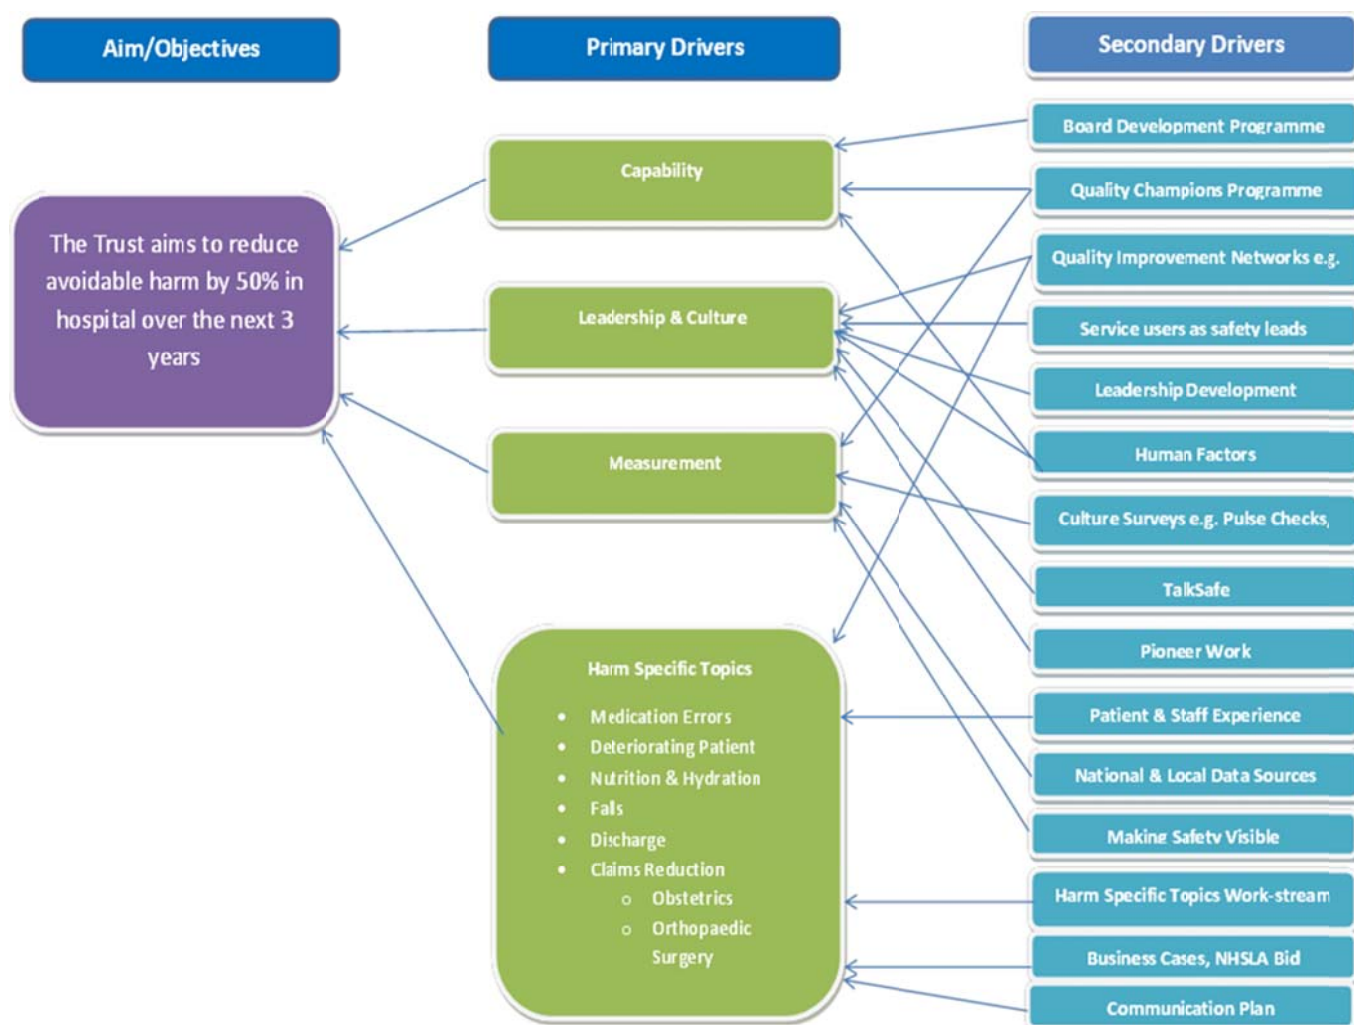 Aim/Objectives
Primary Drivers
Secondary Drivers
The Trust aims to reduce
avoidable harm by 50% in
hospital over the next 3
years
Capability
Leadership & Culture
Measurement
Harm Specific Topics
• Medication Errors
• Deteriorating Patient
• Nutrition & Hydration
• Falls
• Discharge
• Claims Reduction
o Obstetrics
o Orthopaedic
Surgery
Board Development Programme
Quality Champions Programme
Quality Improvement Networks e.g.
Service users as safety leads
Leadership Development
Human Factors
Culture Surveys e.g. Pulse Checks,
TalkSafe
Pioneer Work
Patient & Staff Experience
National & Local Data Sources
Making Safety Visible
Harm Specific Topics Work-stream
Business Cases, NHSLA Bid
Communication Plan